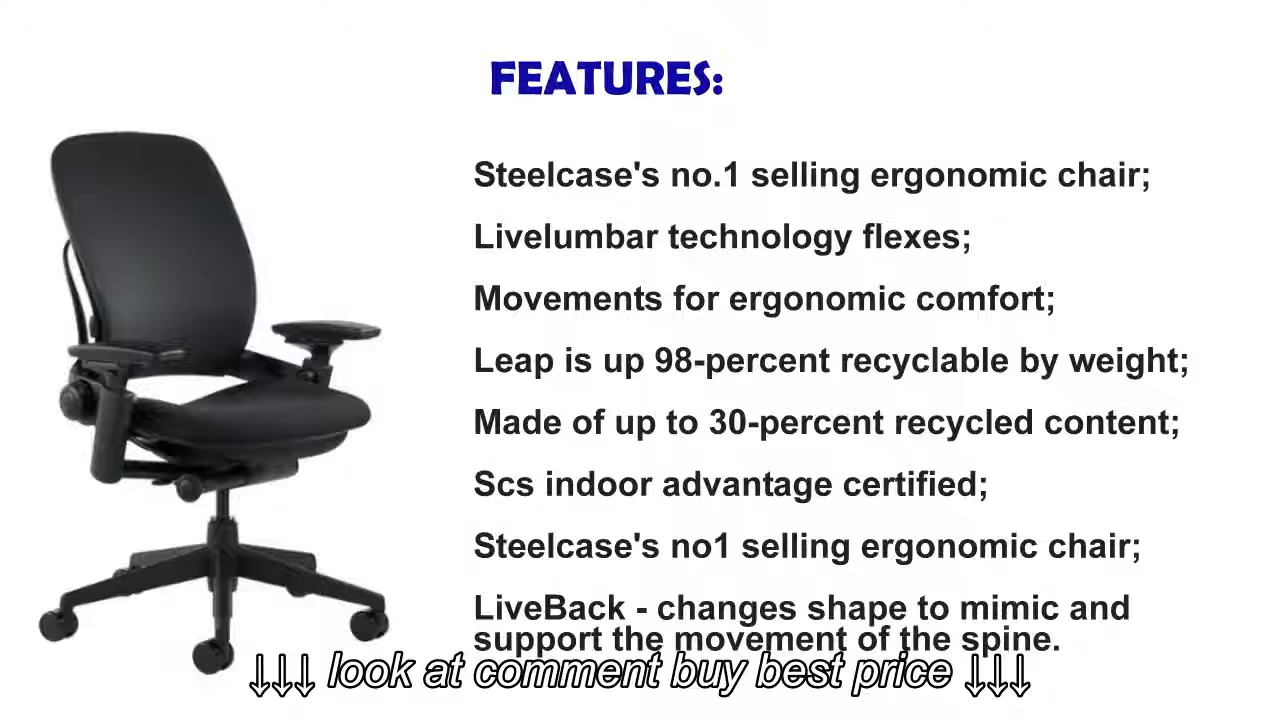 FEATURES:
Steelcase's no.1 selling ergonomic chair;
Livelumbar technology flexes;
Movements for ergonomic comfort;
Leap is up 98-percent recyclable by weight;
Made of up to 30-percent recycled content;
Scs indoor advantage certified;
Steelcase's no1 selling ergonomic chair;
LiveBack - changes shape to mimic and
support the movement of the spine.
↓↓↓ look at comment buy best price ↓↓↓